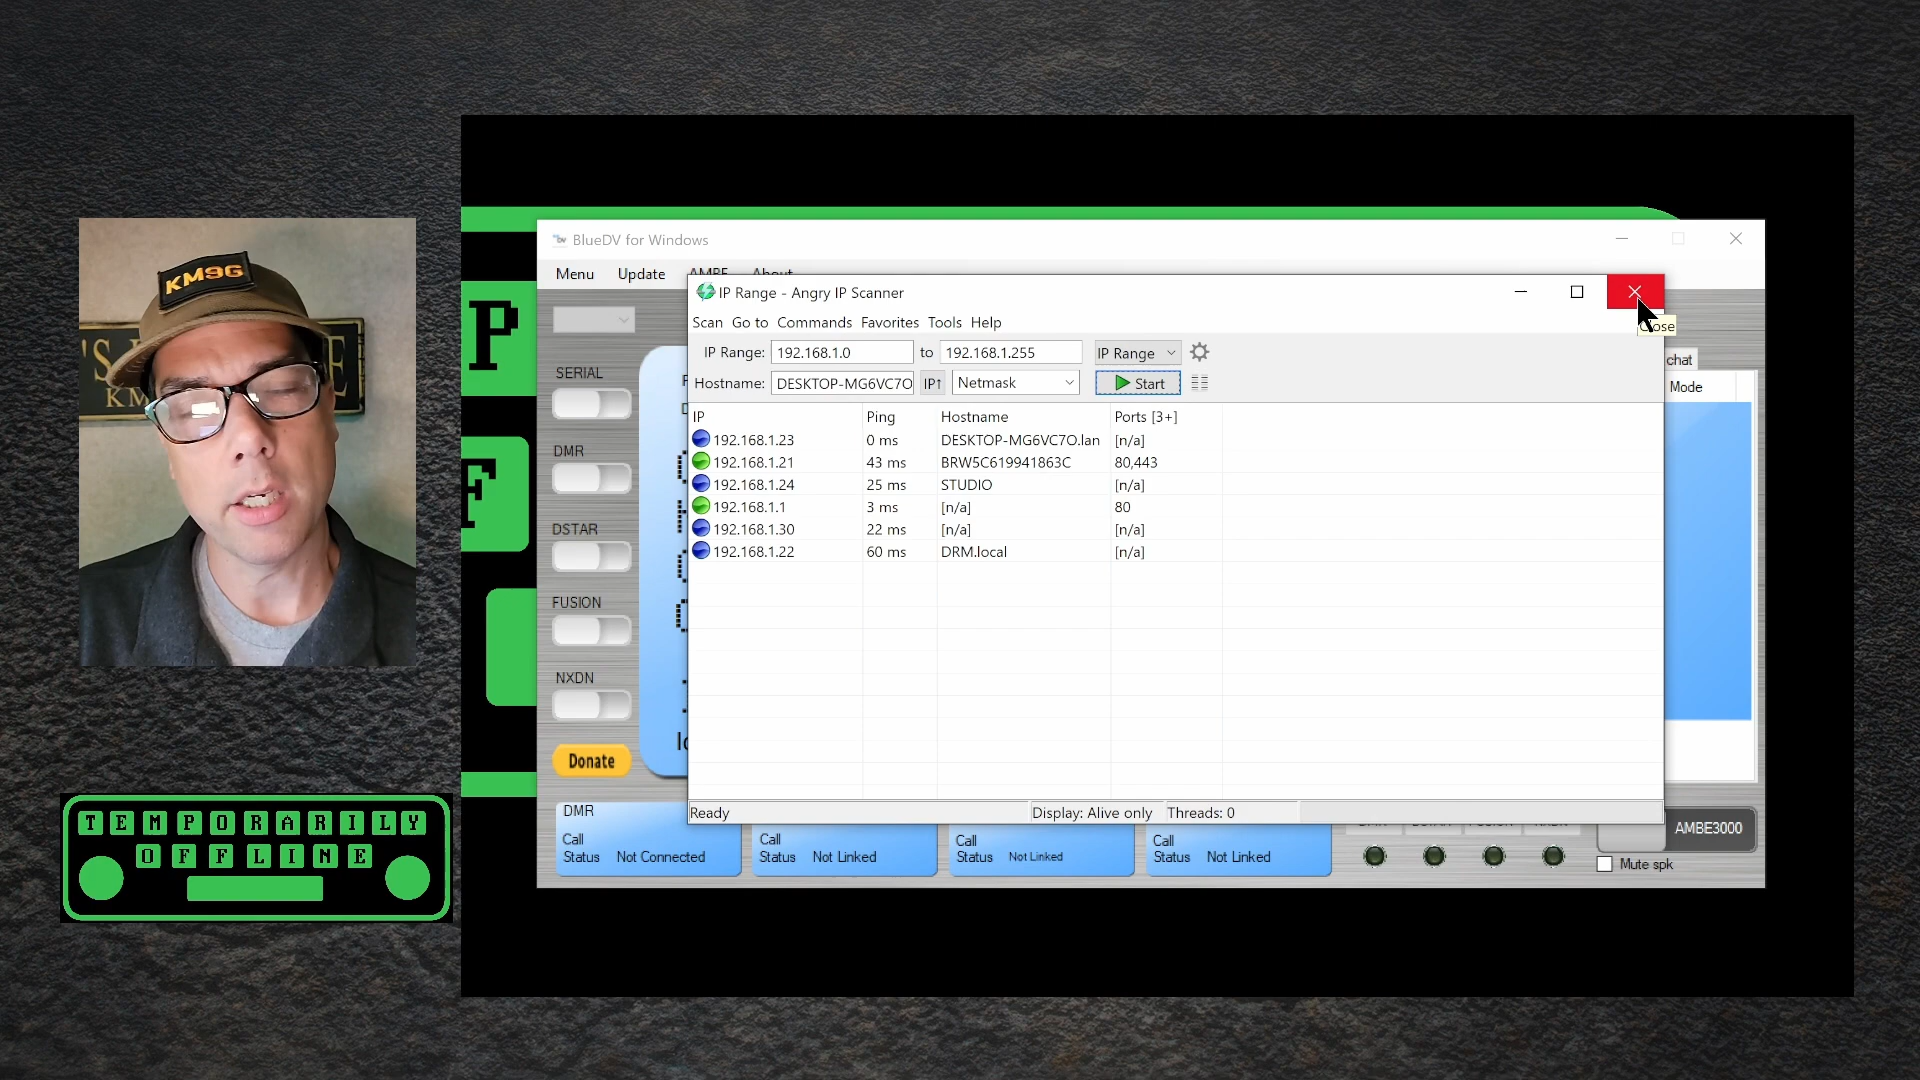 BlueDV for Windows
Menu Update AMBE About
IP Range - Angry IP Scanner
Close
Scan Go to Commands Favorites Tools Help
IP Range: 192.168.1.0 to 192.168.1.255 IP Range
Hostname: DESKTOP-MG6VC7O IP↑ Netmask Start
IP Ping Hostname Ports [3+]
192.168.1.23 0 ms DESKTOP-MG6VC7O.lan [n/a]
192.168.1.21 43 ms BRW5C619941863C 80,443
192.168.1.24 25 ms STUDIO [n/a]
192.168.1.1 3 ms [n/a] 80
192.168.1.30 22 ms [n/a] [n/a]
192.168.1.22 60 ms DRM.local [n/a]
Ready Display: Alive only Threads: 0
chat
Mode
SERIAL
DMR
DSTAR
FUSION
NXDN
Donate
DMR
Call
Status Not Connected
Call
Status Not Linked
Call
Status Not Linked
Call
Status Not Linked
AMBE3000
Mute spk
P
F
KM9G
TEMPORARILY
OFFLINE